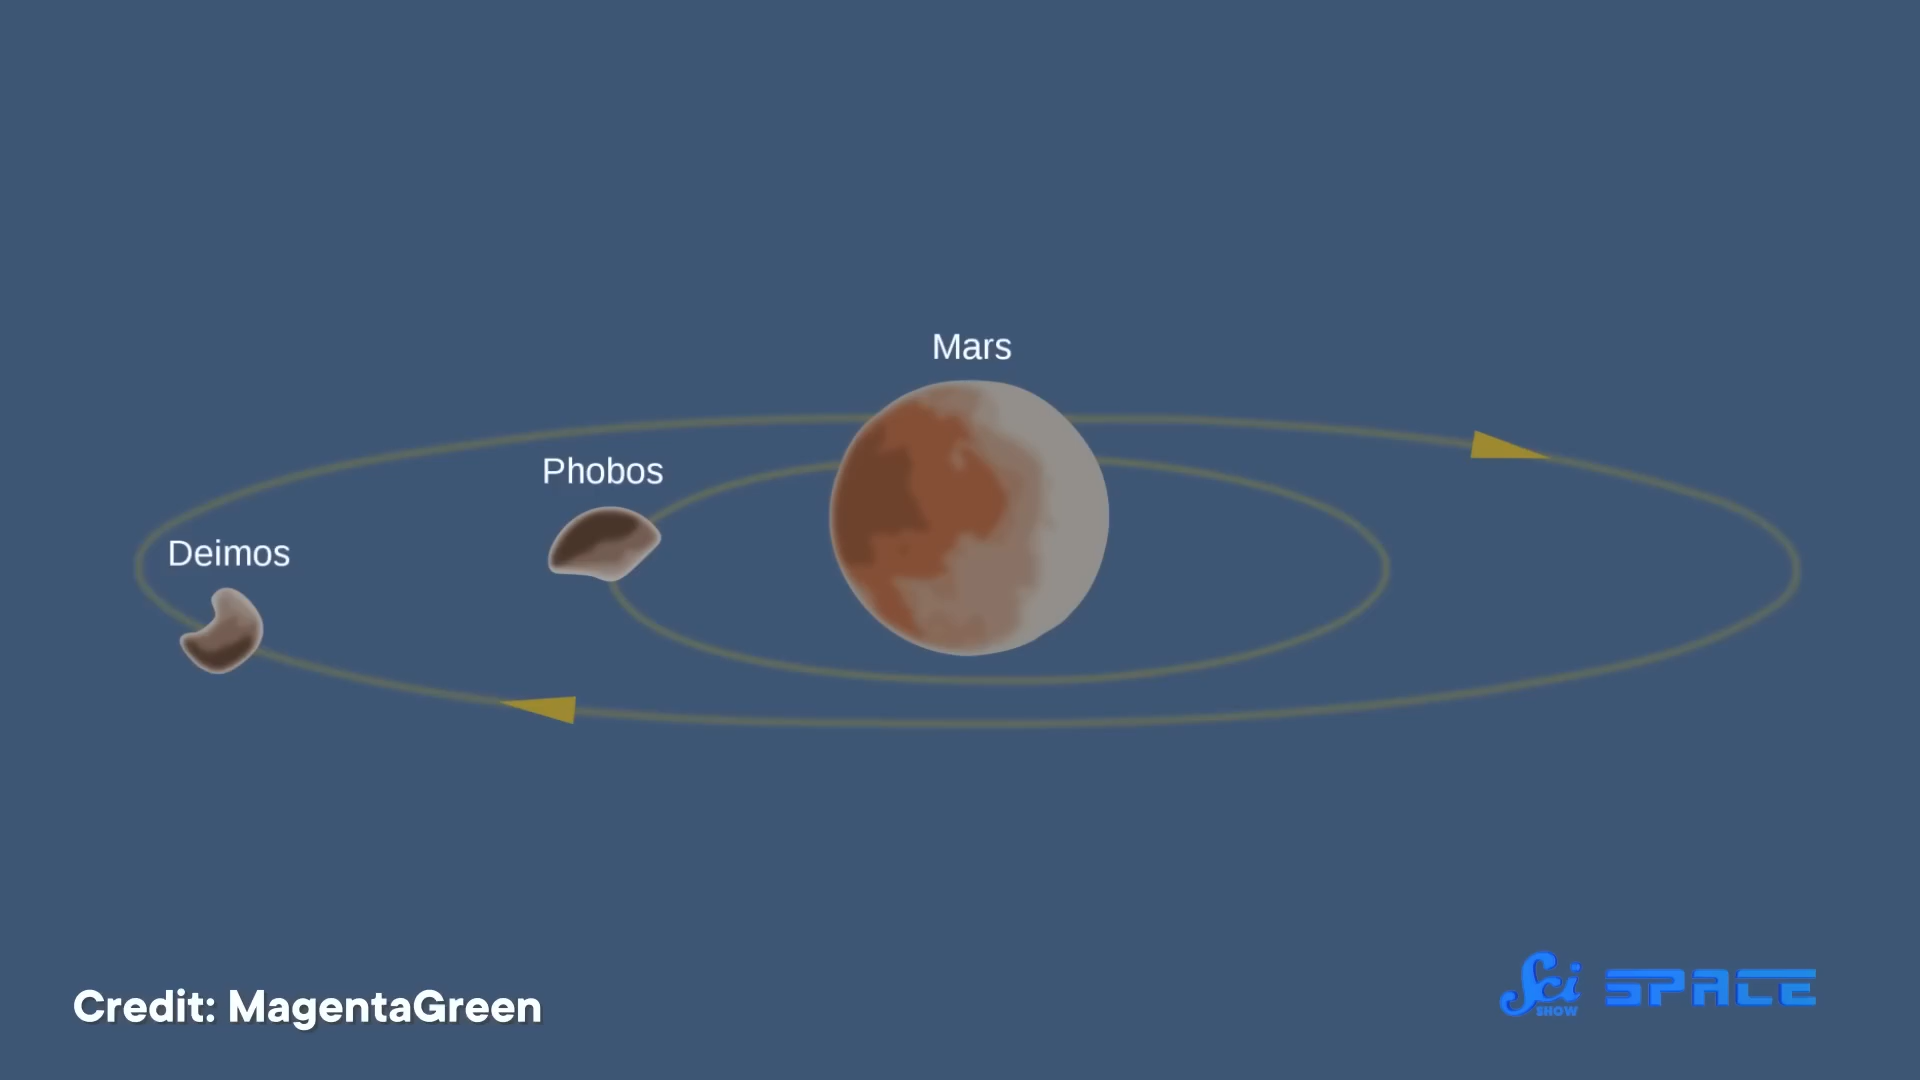 Mars
Phobos
Deimos
Credit: MagentaGreen
Sci SPACE
SHOW